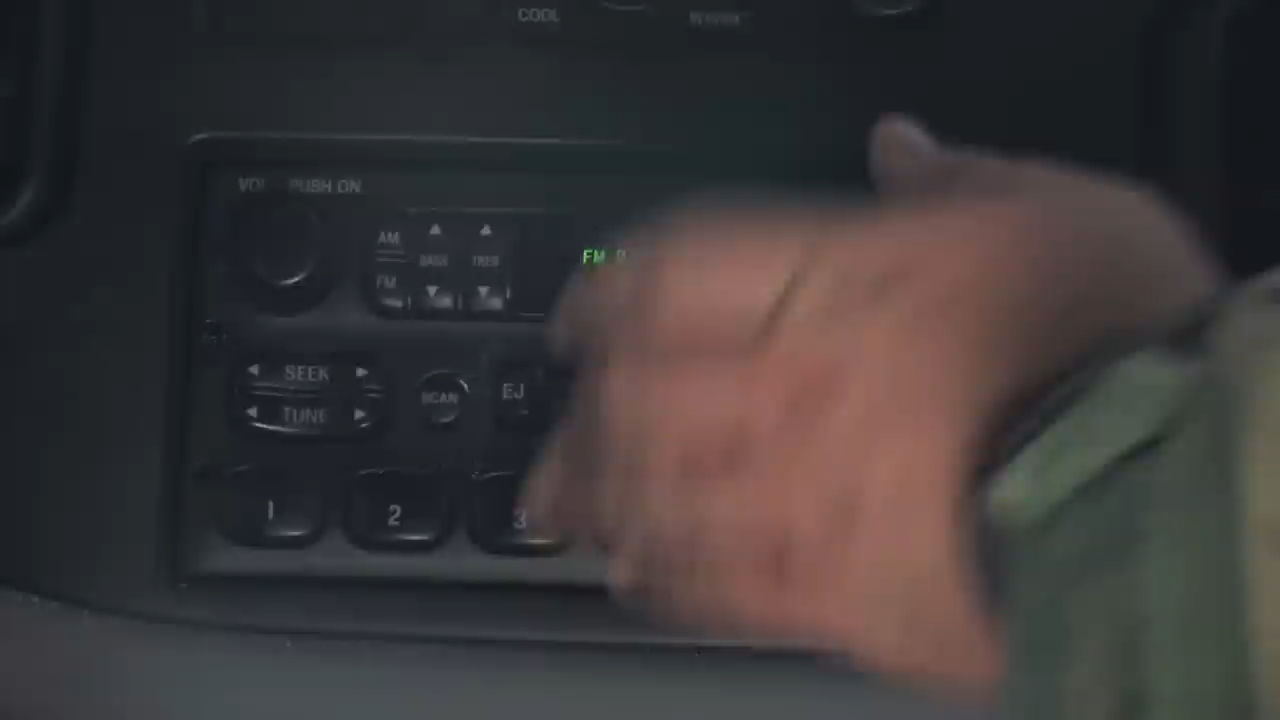 COOL
VOL PUSH ON
AM
BASS
TREB
FM
FM
SEEK
SCAN
EJ
TUNE
1
2
3